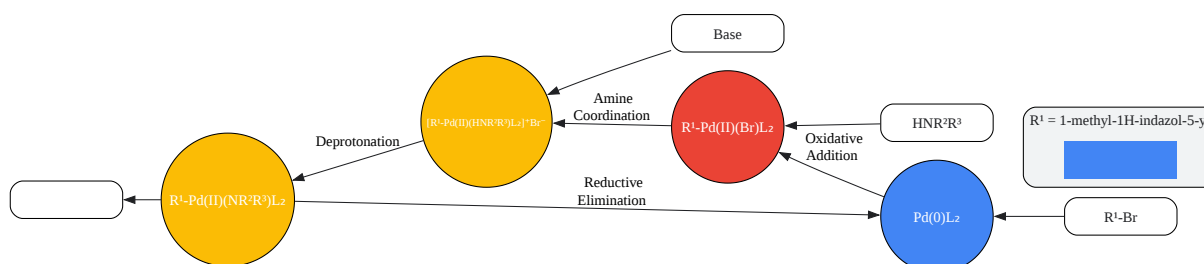 Base
Amine
Coordination
[R¹-Pd(II)(HNR²R³)L₂]⁺Br⁻
R¹-Pd(II)(Br)L₂
HNR²R³
R¹ = 1-methyl-1H-indazol-5-y
Oxidative
Addition
Deprotonation
Reductive
Elimination
R¹-Pd(II)(NR²R³)L₂
Pd(0)L₂
R¹-Br